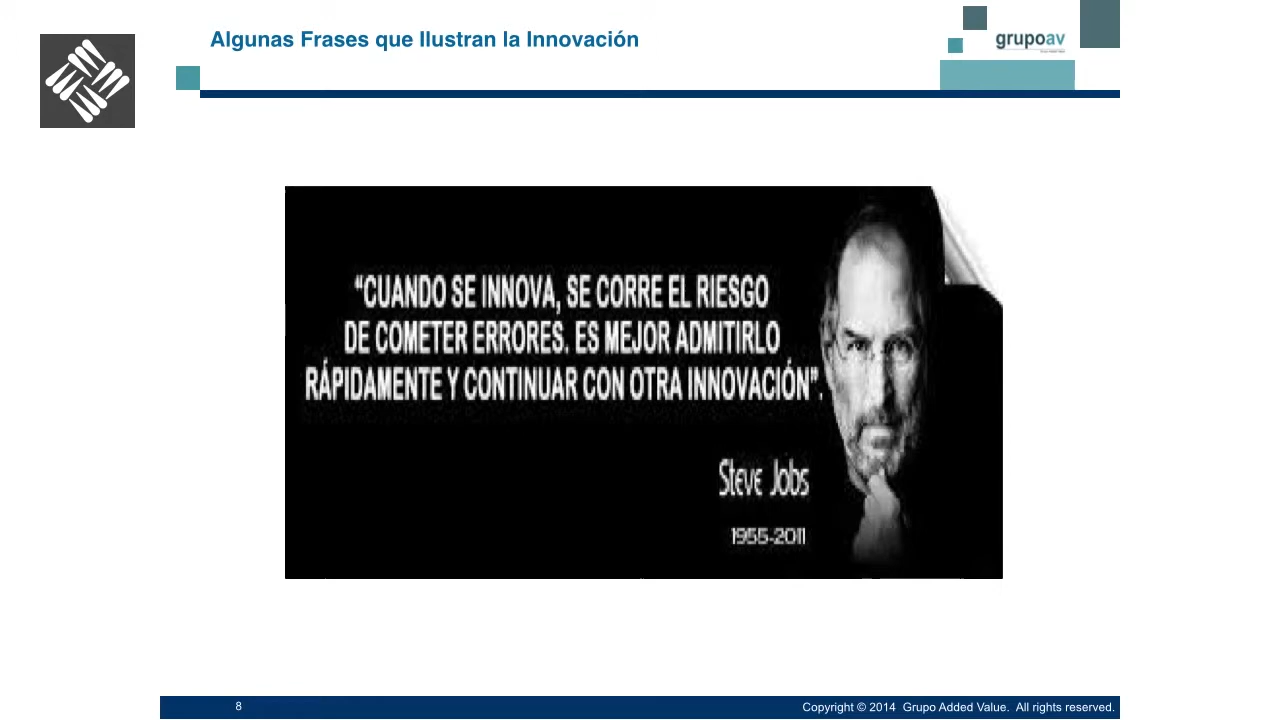 Algunas Frases que Ilustran la Innovación
grupoav
“CUANDO SE INNOVA, SE CORRE EL RIESGO
DE COMETER ERRORES. ES MEJOR ADMITIRLO
RÁPIDAMENTE Y CONTINUAR CON OTRA INNOVACIÓN”.
Steve Jobs
1955-2011
8
Copyright © 2014 Grupo Added Value. All rights reserved.